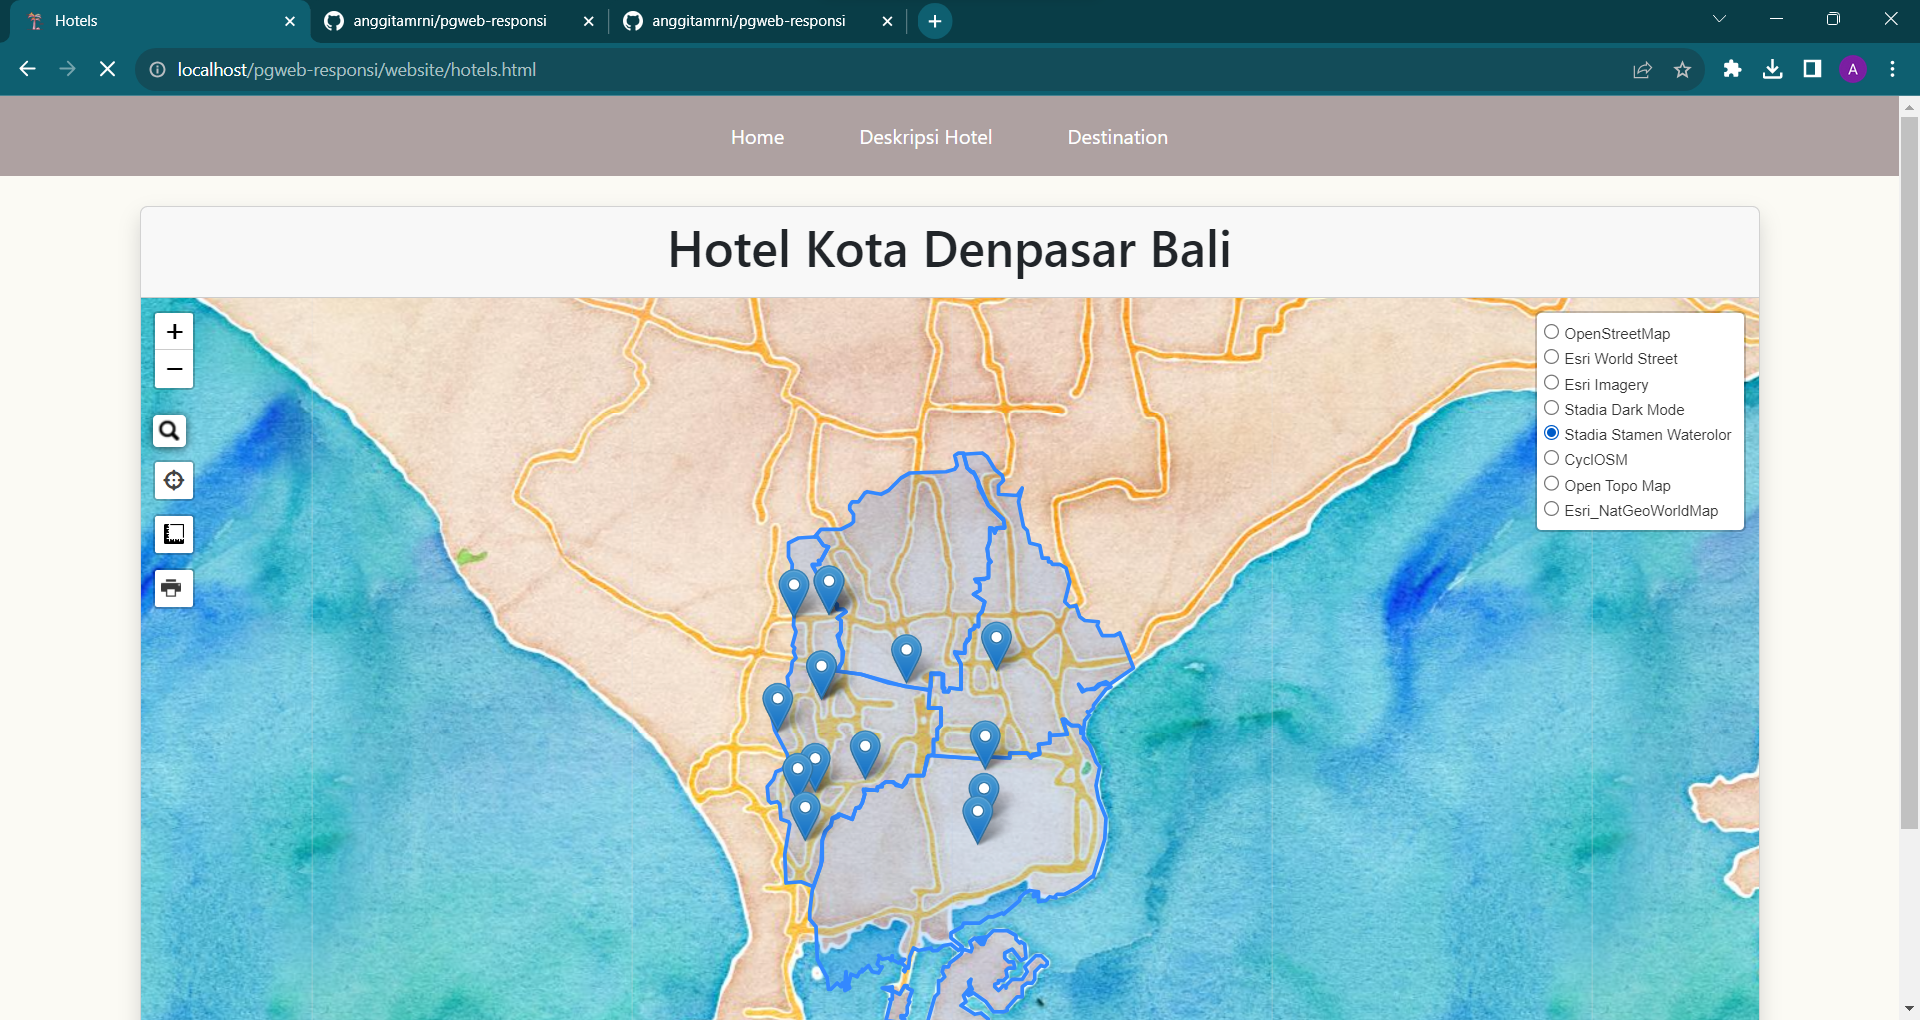 Hotels
anggitamrni/pgweb-responsi
anggitamrni/pgweb-responsi
localhost/pgweb-responsi/website/hotels.html
A
Home
Deskripsi Hotel
Destination
Hotel Kota Denpasar Bali
+
−
OpenStreetMap
Esri World Street
Esri Imagery
Stadia Dark Mode
Stadia Stamen Waterolor
CyclOSM
Open Topo Map
Esri_NatGeoWorldMap